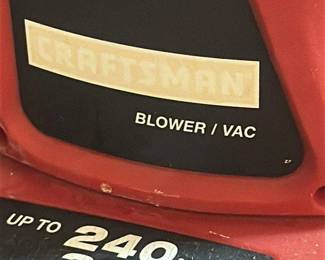 CRAFTSMAN
BLOWER / VAC
UP TO 240